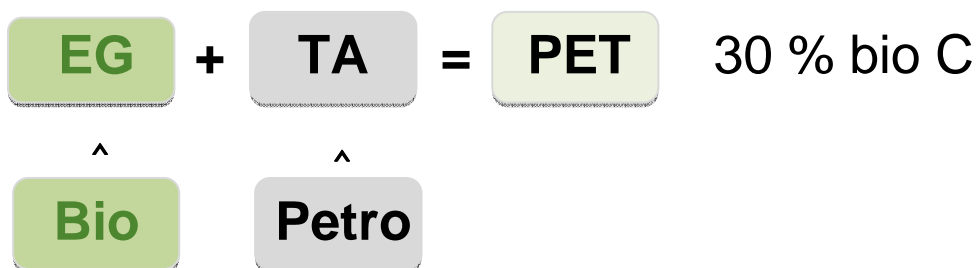 EG + TA = PET 30 % bio C
^ ^
Bio Petro